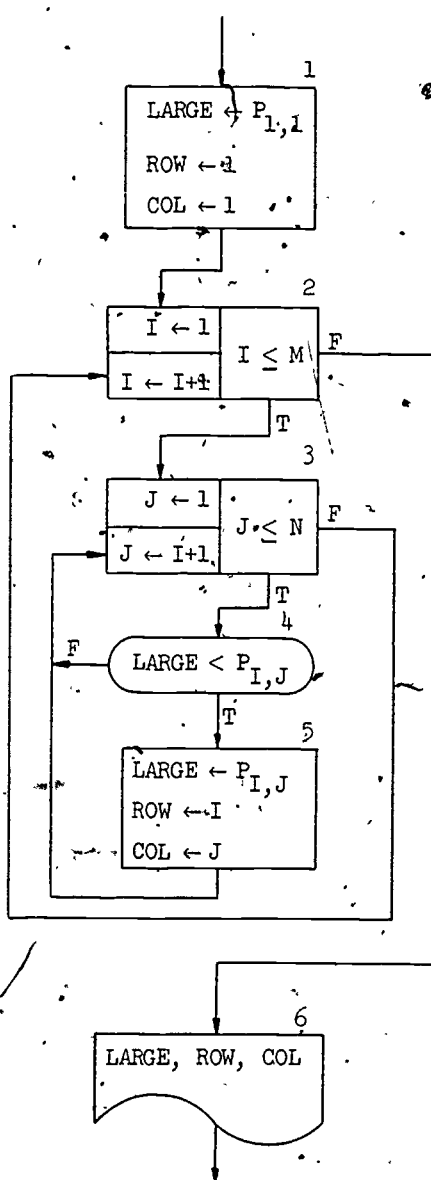 1
LARGE ← P1,1
ROW ← 1
COL ← 1
2
I ← 1
I ≤ M
F
I ← I+1
T
3
J ← 1
J ≤ N
F
J ← I+1
T
4
F
LARGE < PI,J
T
5
LARGE ← PI,J
ROW ← I
COL ← J
6
LARGE, ROW, COL